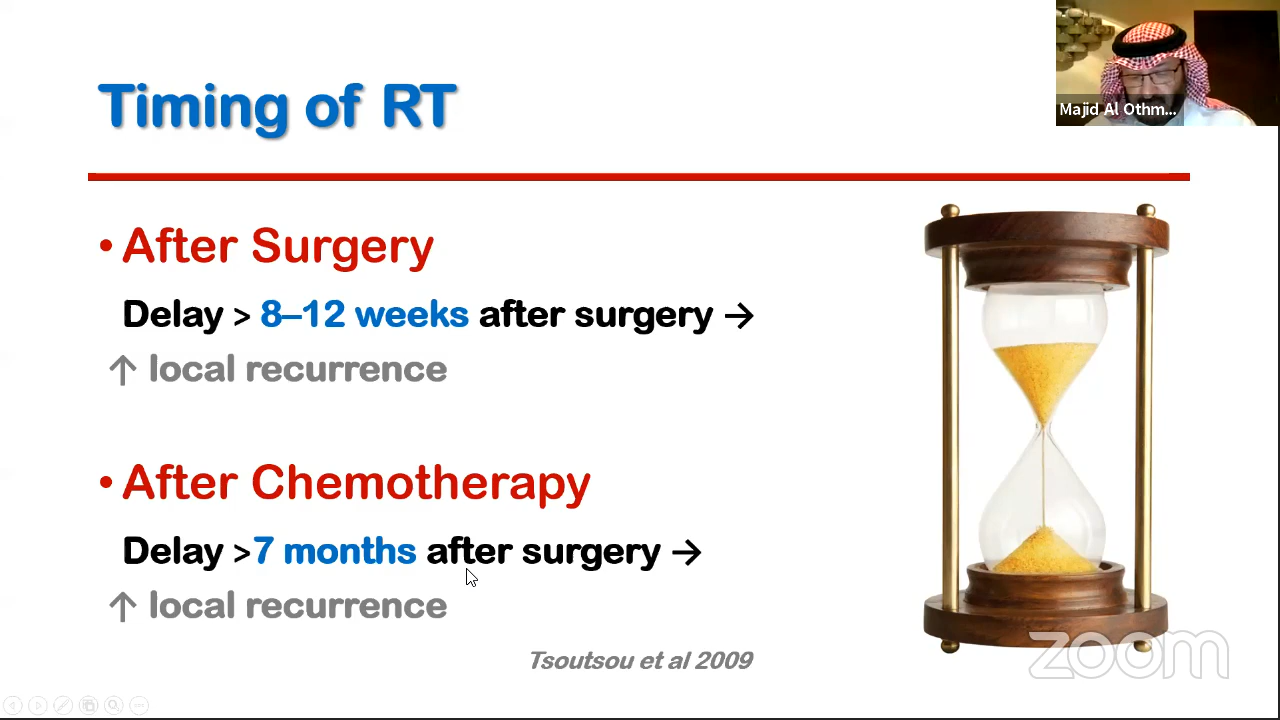 Timing of RT
Majid Al Othm...
• After Surgery
Delay > 8–12 weeks after surgery →
↑ local recurrence
• After Chemotherapy
Delay >7 months after surgery →
↑ local recurrence
Tsoutsou et al 2009
zoom